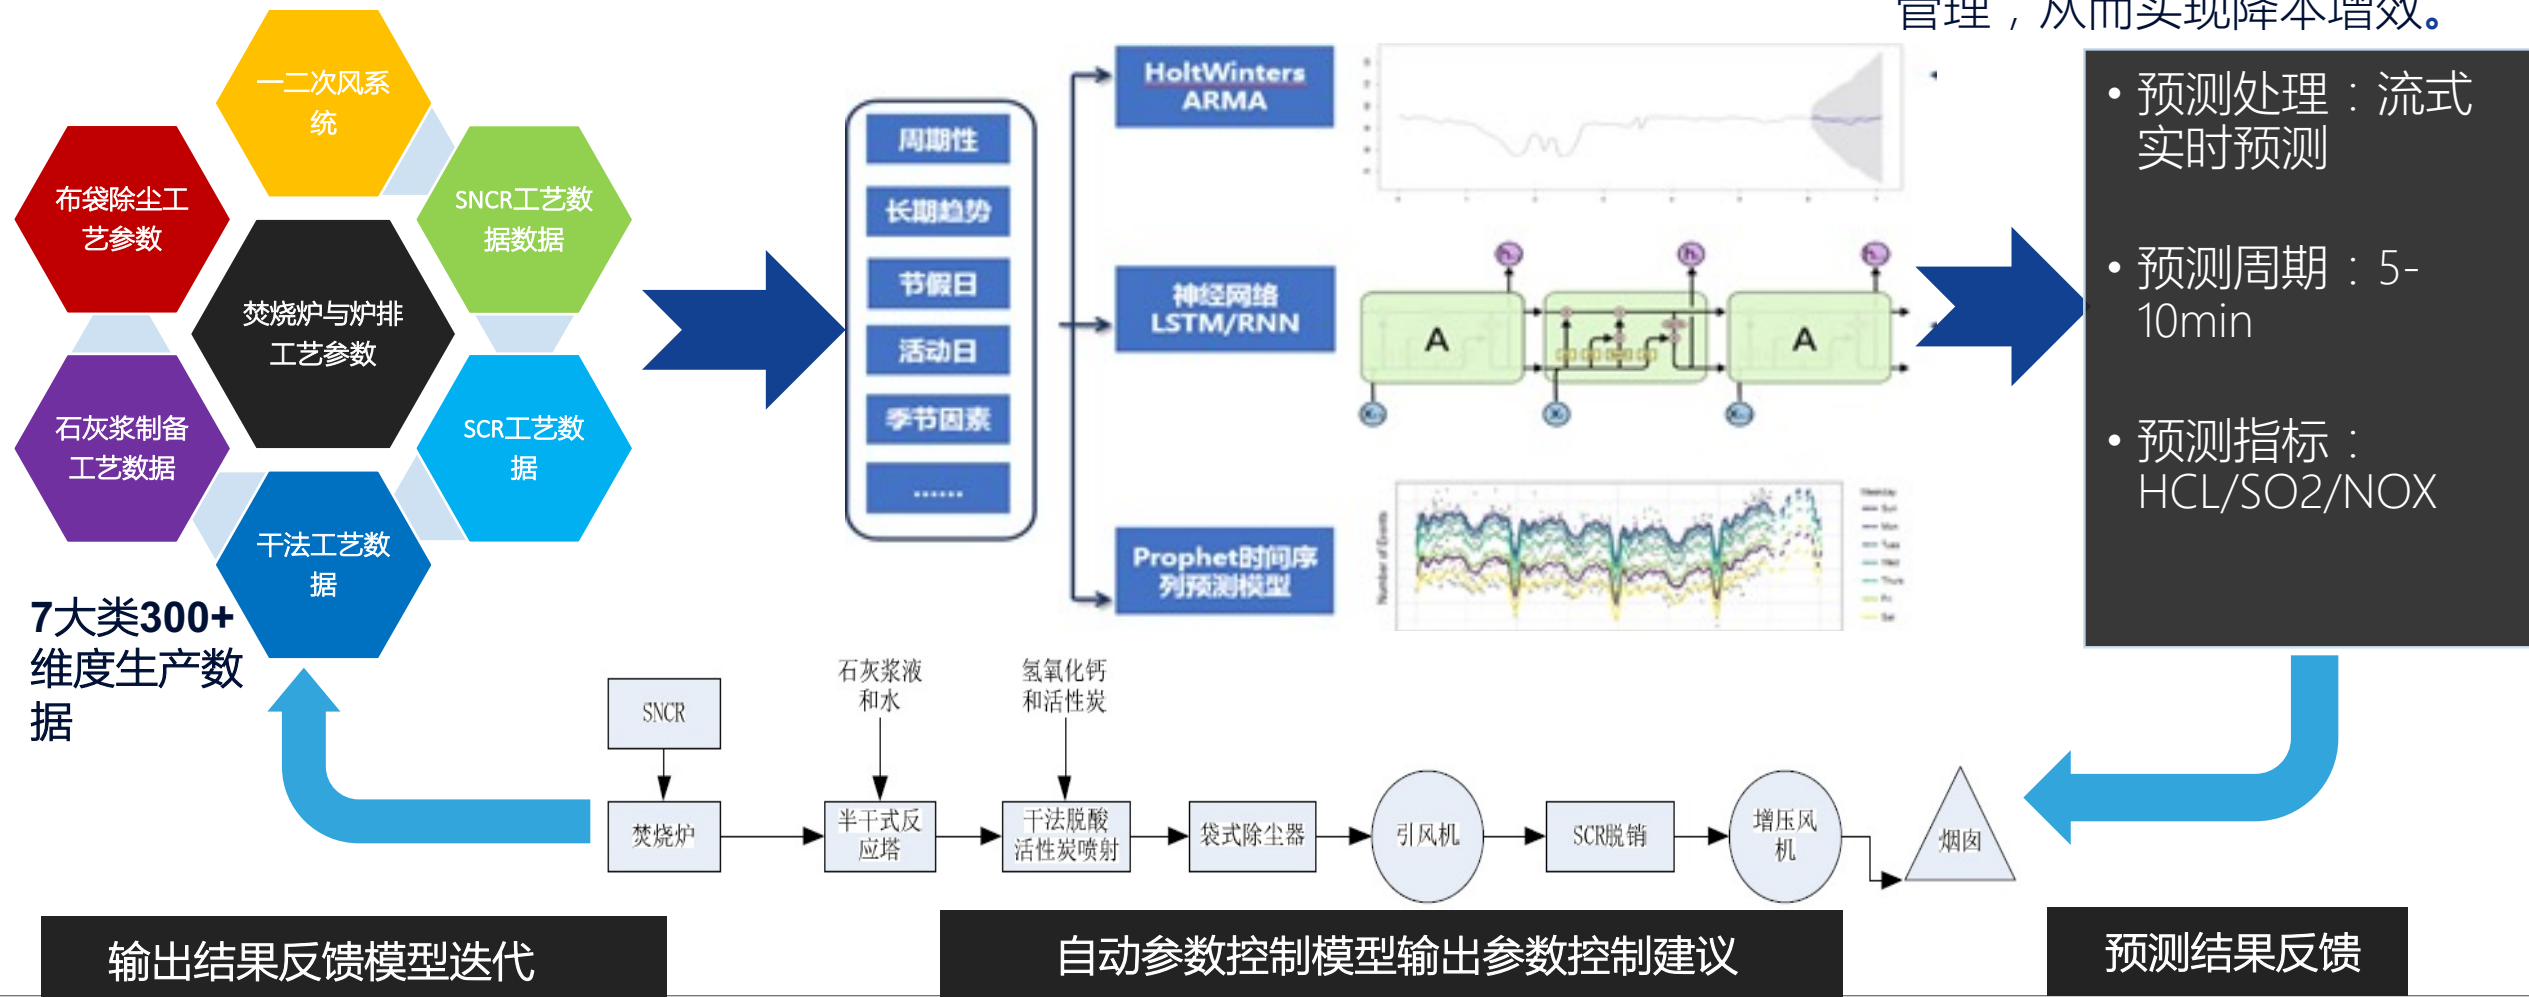 管理，从而实现降本增效。
一二次风系
统
布袋除尘工
艺参数
SNCR工艺数
据数据
焚烧炉与炉排
工艺参数
石灰浆制备
工艺数据
SCR工艺数
据
干法工艺数
据
7大类300+
维度生产数
据
周期性
长期趋势
节假日
活动日
季节因素
......
HoltWinters
ARMA
神经网络
LSTM/RNN
A
A
Prophet时间序
列预测模型
Number of Events
Sun
Mon
Tues
Wed
Thurs
Fri
Sat
• 预测处理：流式
实时预测
• 预测周期：5-
10min
• 预测指标：
HCL/SO2/NOX
SNCR
石灰浆液
和水
氢氧化钙
和活性炭
焚烧炉
半干式反
应塔
干法脱酸
活性炭喷射
袋式除尘器
引风机
SCR脱销
增压风
机
烟囱
输出结果反馈模型迭代
自动参数控制模型输出参数控制建议
预测结果反馈